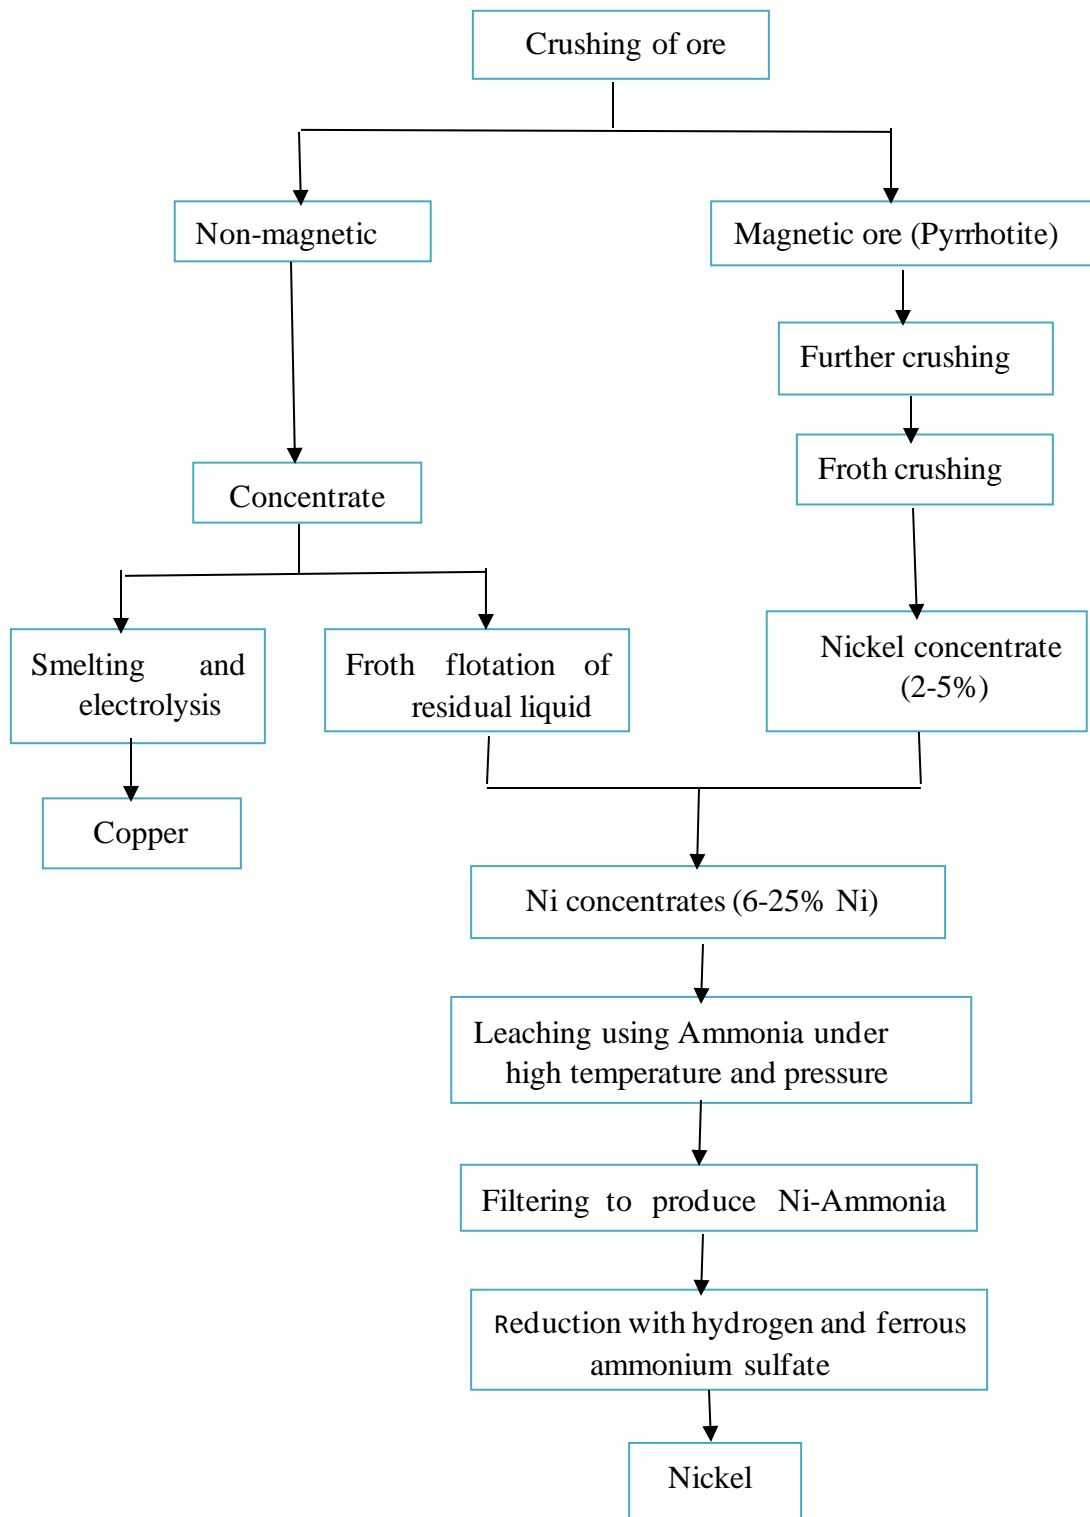 Crushing of ore
Non-magnetic
Magnetic ore (Pyrrhotite)
Further crushing
Froth crushing
Concentrate
Smelting and
electrolysis
Froth flotation of
residual liquid
Nickel concentrate
(2-5%)
Copper
Ni concentrates (6-25% Ni)
Leaching using Ammonia under
high temperature and pressure
Filtering to produce Ni-Ammonia
Reduction with hydrogen and ferrous
ammonium sulfate
Nickel